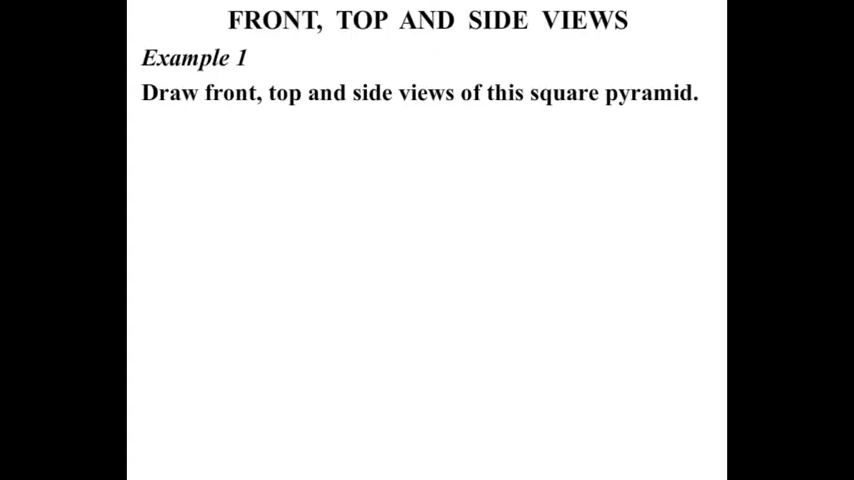 FRONT, TOP AND SIDE VIEWS
Example 1
Draw front, top and side views of this square pyramid.